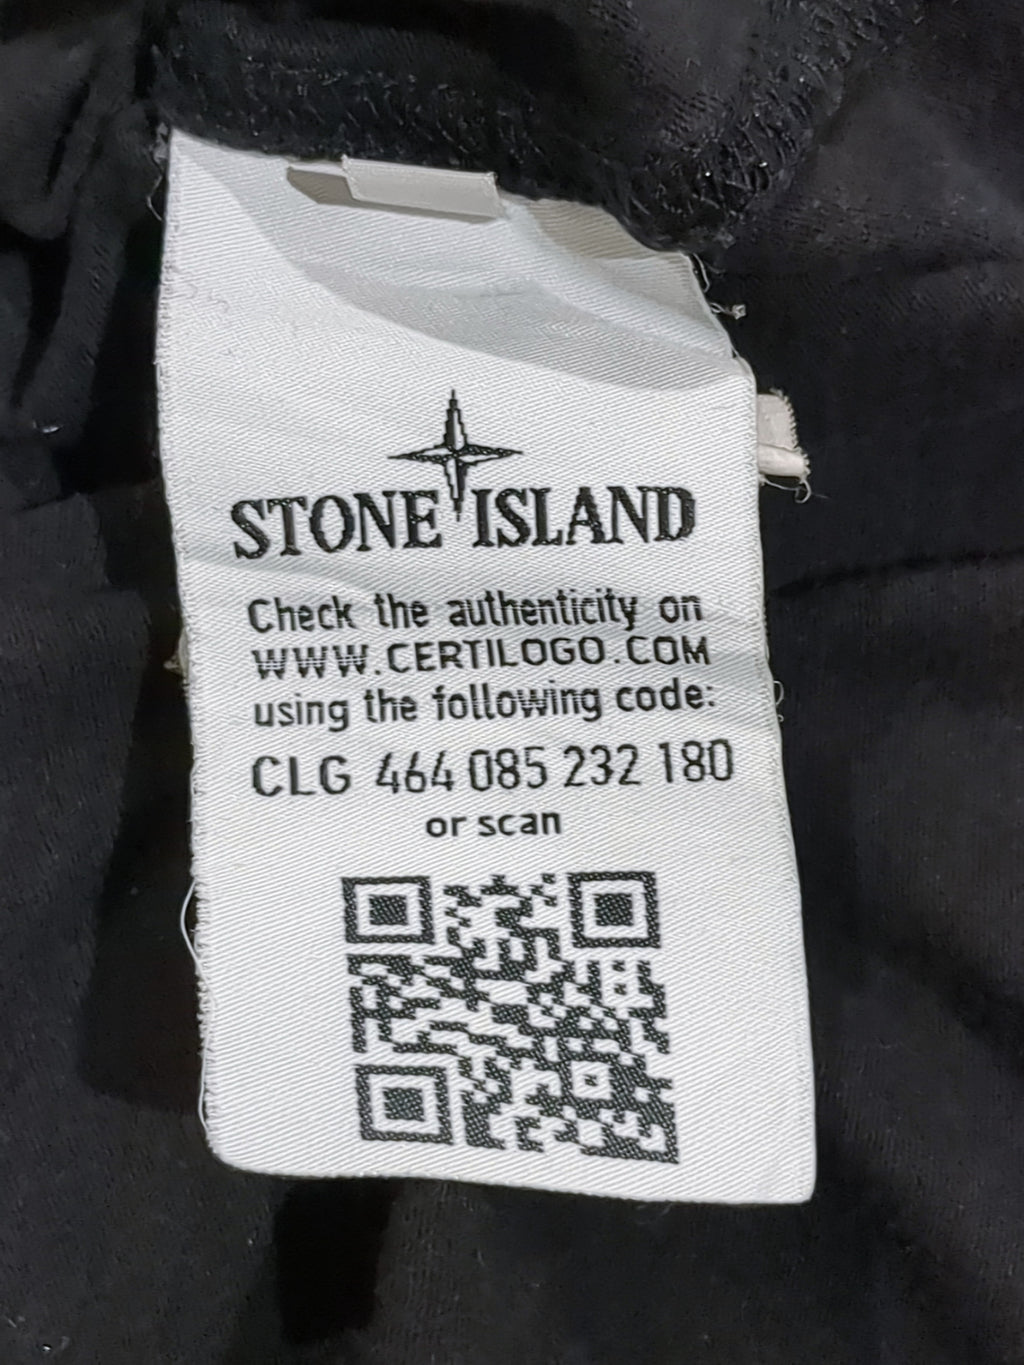 STONE ISLAND
Check the authenticity on
WWW.CERTILOGO.COM
using the following code:
CLG 464 085 232 180
or scan